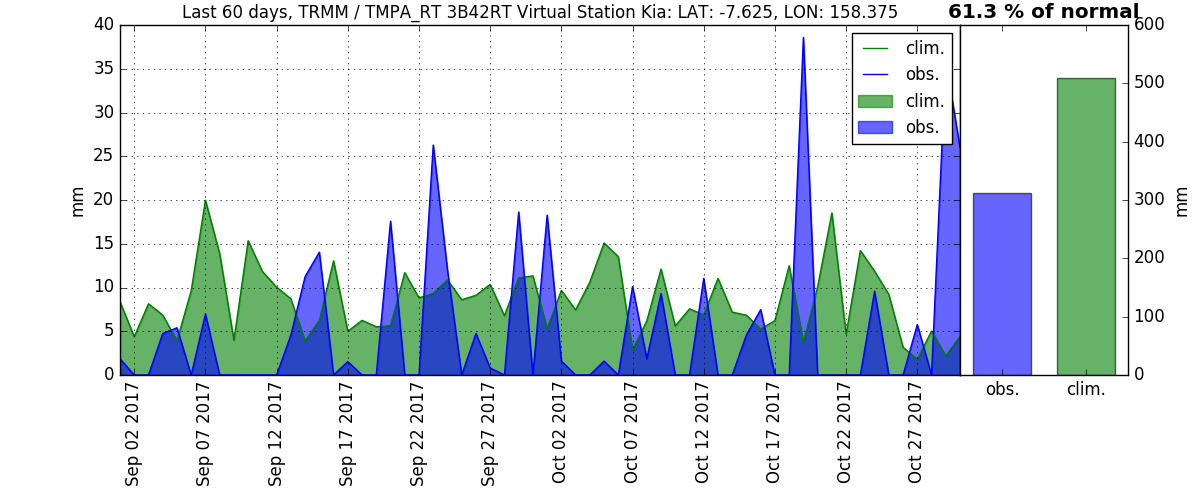 Last 60 days, TRMM / TMPA_RT 3B42RT Virtual Station Kia: LAT: -7.625, LON: 158.375
61.3 % of normal
40
35
30
25
20
15
10
5
0
mm
clim.
obs.
clim.
obs.
600
500
400
300
200
100
0
mm
Sep 02 2017
Sep 07 2017
Sep 12 2017
Sep 17 2017
Sep 22 2017
Sep 27 2017
Oct 02 2017
Oct 07 2017
Oct 12 2017
Oct 17 2017
Oct 22 2017
Oct 27 2017
obs.
clim.